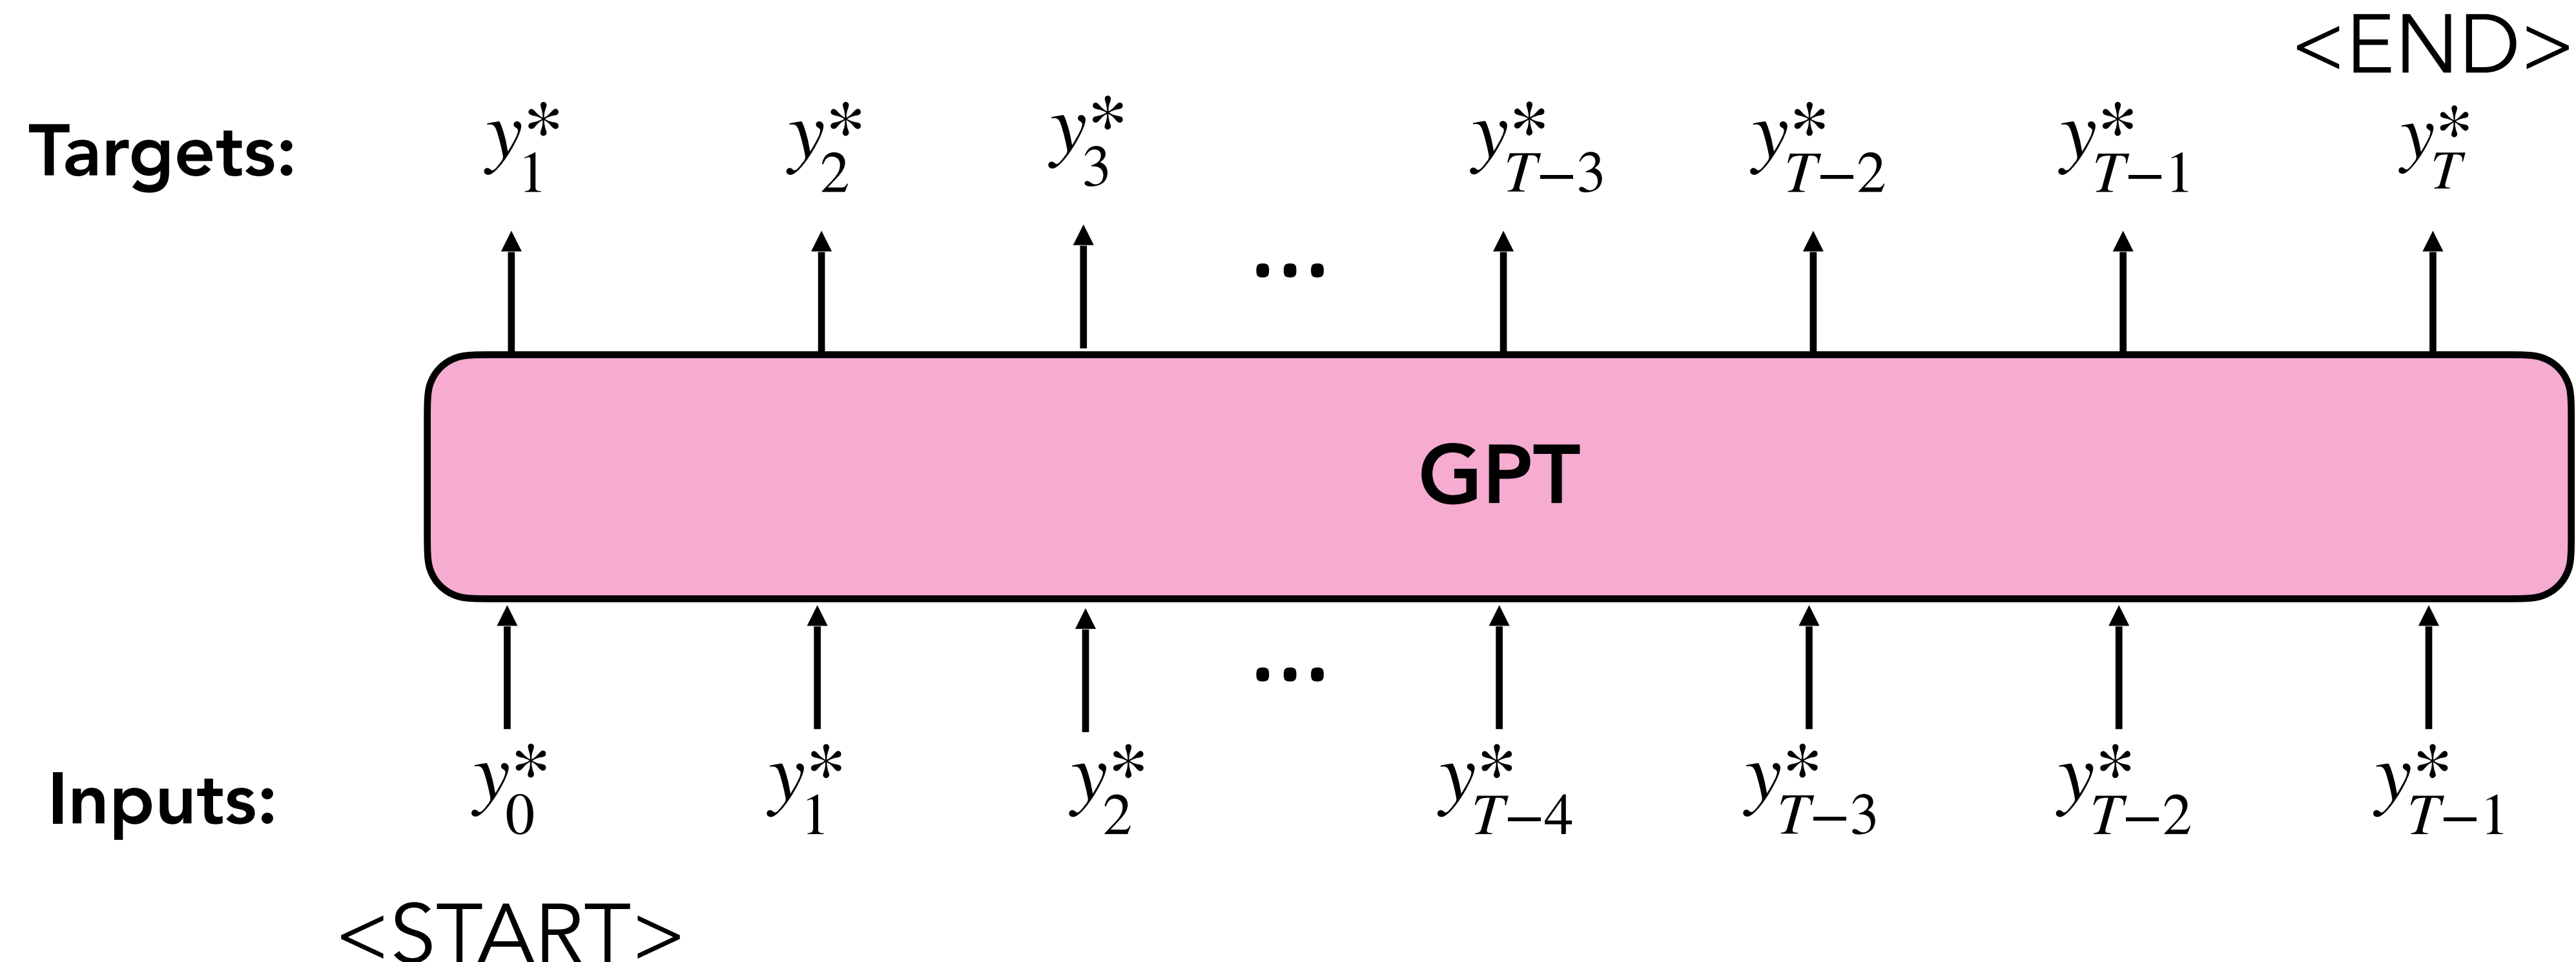 <END>
Targets: y*1 y*2 y*3 ... y*T−3 y*T−2 y*T−1 y*T
GPT
...
Inputs: y*0 y*1 y*2 y*T−4 y*T−3 y*T−2 y*T−1
<START>